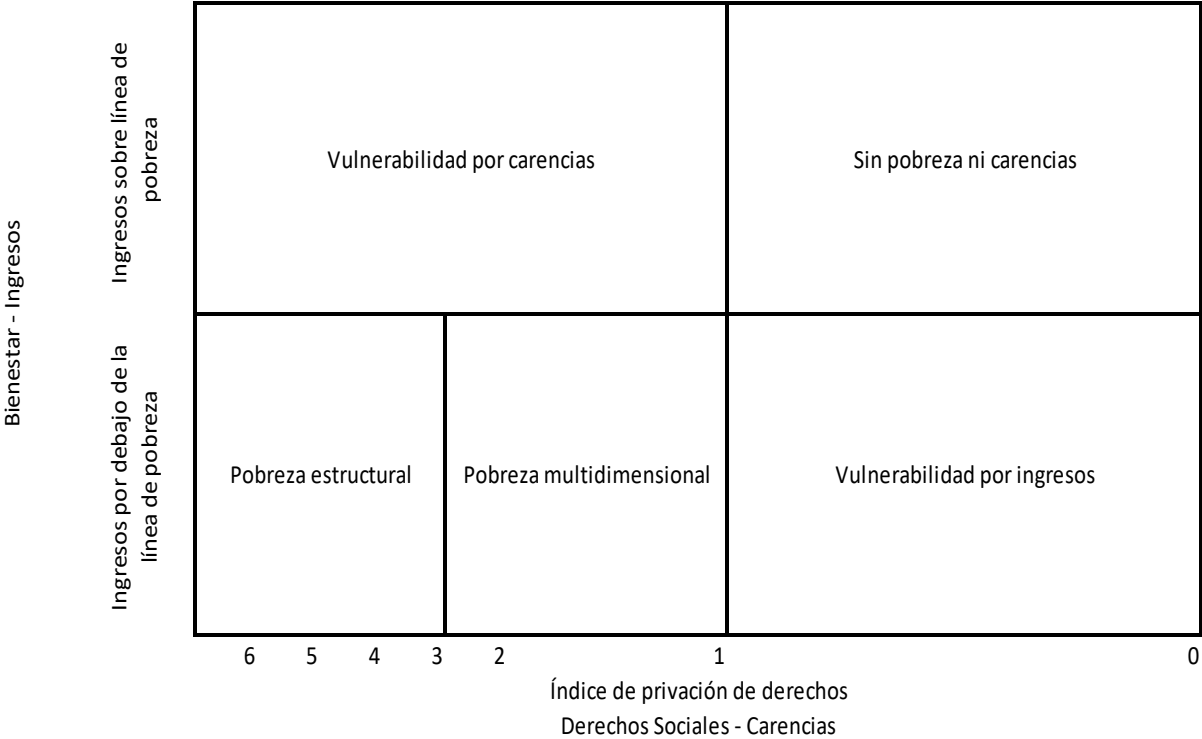 Bienestar - Ingresos
Ingresos sobre línea de
pobreza
Vulnerabilidad por carencias
Sin pobreza ni carencias
Ingresos por debajo de la
línea de pobreza
Pobreza estructural
Pobreza multidimensional
Vulnerabilidad por ingresos
6 5 4 3 2 1 0
Índice de privación de derechos
Derechos Sociales - Carencias